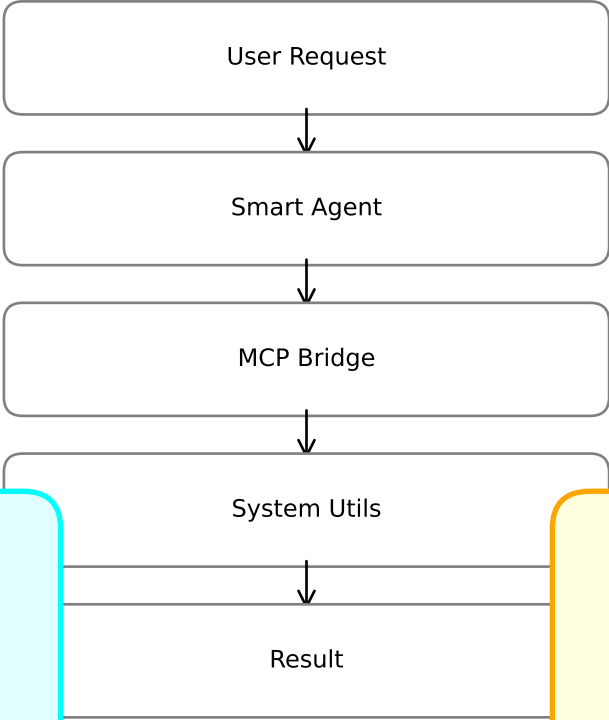 User Request
Smart Agent
MCP Bridge
System Utils
Result